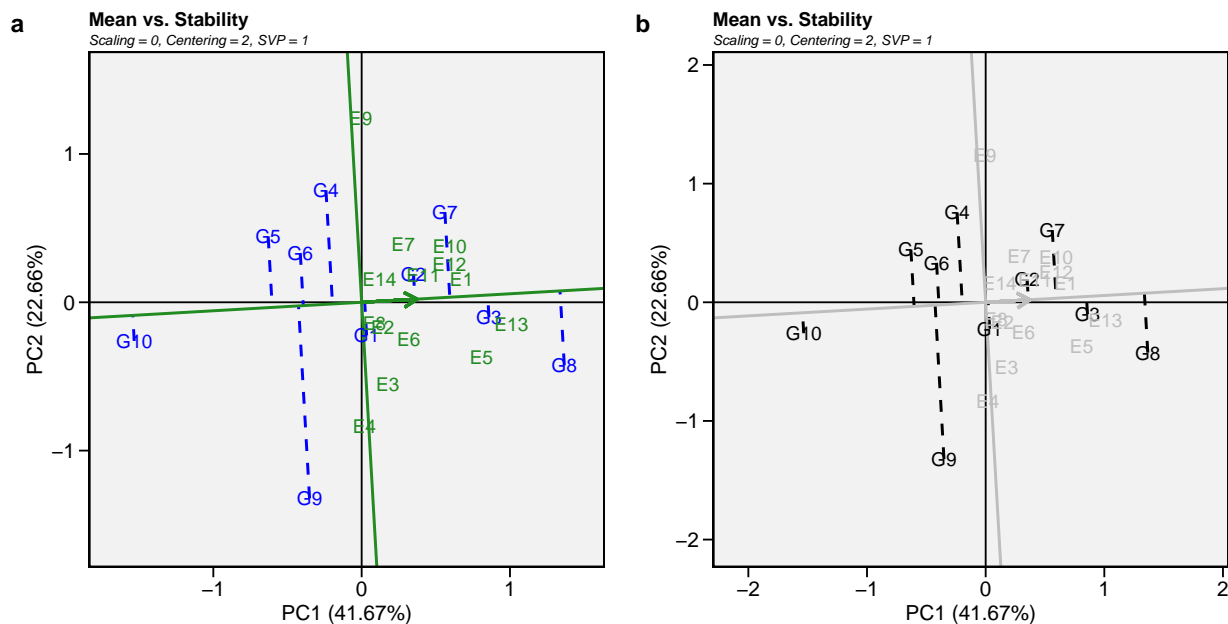 a
Mean vs. Stability
Scaling = 0, Centering = 2, SVP = 1
E9
G4
G7
G5
E7
E10
G6
E12
G2
E11
E1
E14
G3
E13
E8
E2
G1
E6
G10
E5
G8
E3
E4
G9
1
0
−1
PC2 (22.66%)
−1
0
1
PC1 (41.67%)
b
Mean vs. Stability
Scaling = 0, Centering = 2, SVP = 1
E9
G4
G7
G5
E7
E10
G6
E12
G2
E11
E1
E14
G3
E13
E8
E2
G1
E6
G10
E5
G8
E3
E4
G9
2
1
0
−1
−2
PC2 (22.66%)
−2
−1
0
1
2
PC1 (41.67%)